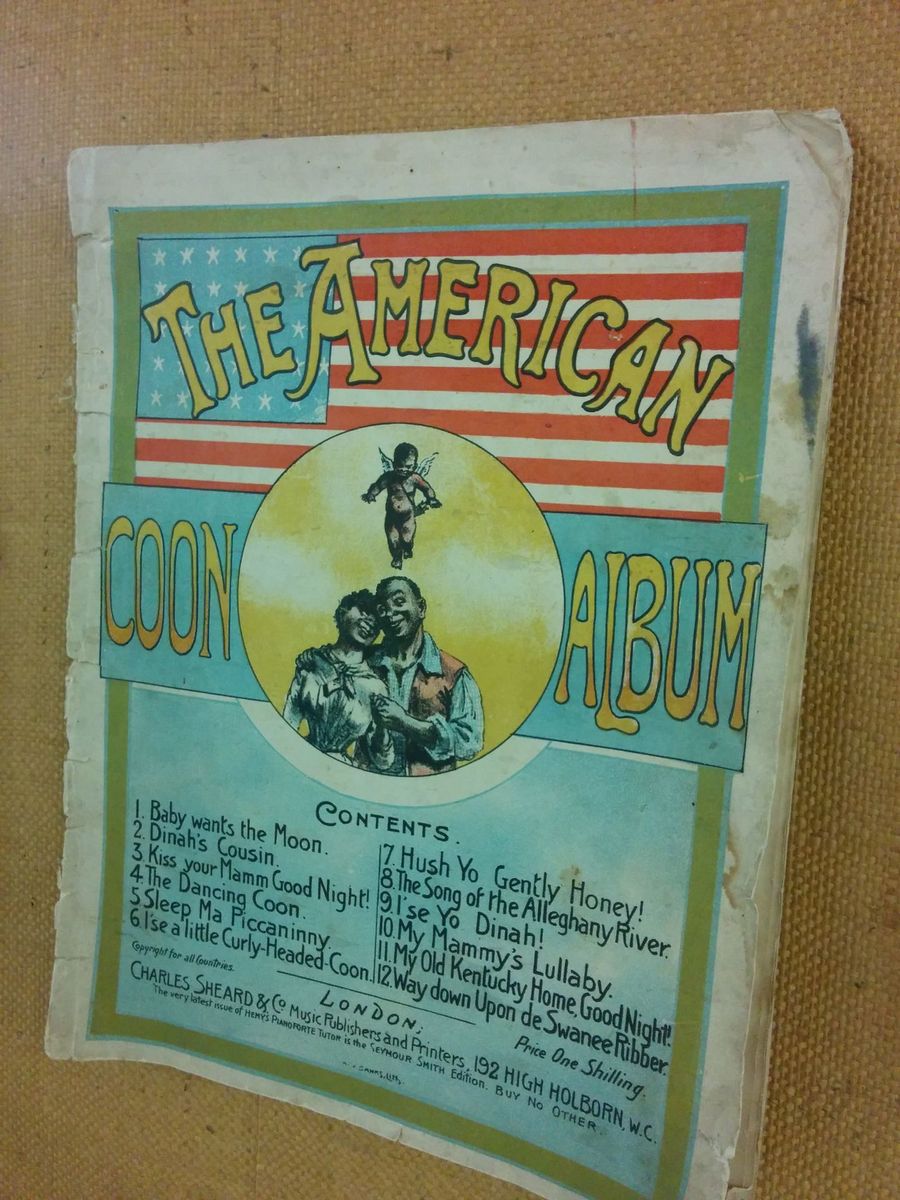 THE AMERICAN
COON ALBUM
CONTENTS.
1. Baby wants the Moon.
2. Dinah's Cousin.
3. Kiss your Mamm Good Night!
4. The Dancing Coon.
5. Sleep Ma Piccaninny.
6. I'se a little Curly-Headed-Coon.
7. Hush Yo Gently Honey!
8. The Song of the Alleghany River.
9. I'se Yo Dinah!
10. My Mammy's Lullaby.
11. My Old Kentucky Home, Good Night!
12. Way down Upon de Swanee Ribber.
Copyright for all Countries.
Price One Shilling.
LONDON;
CHARLES SHEARD & Co Music Publishers and Printers, 192 HIGH HOLBORN, W.C.
The very latest issue of HEMY'S PIANOFORTE TUTOR is the SEYMOUR SMITH Edition. BUY NO OTHER.